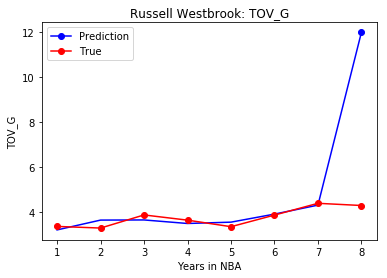 Russell Westbrook: TOV_G
Prediction
True
12
10
8
6
4
TOV_G
1 2 3 4 5 6 7 8
Years in NBA